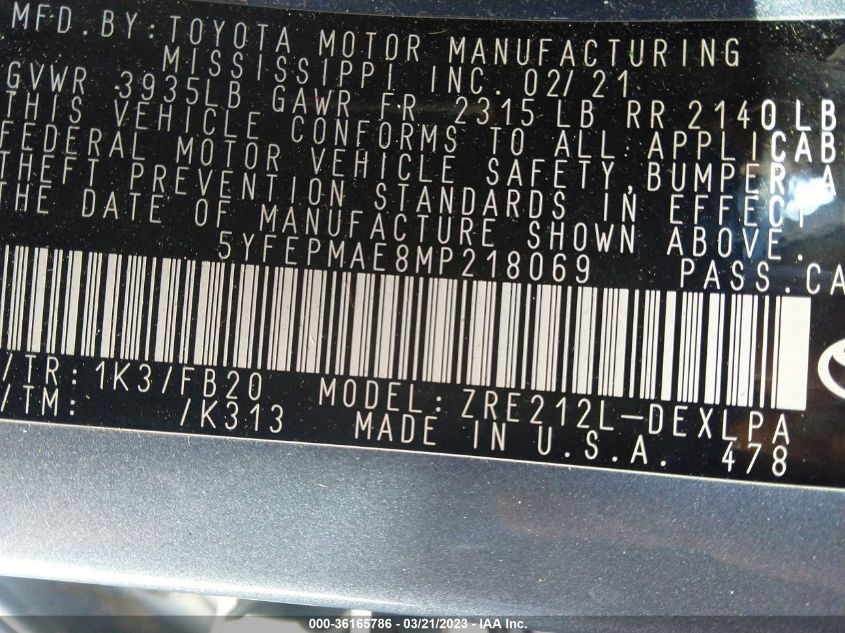 MFD. BY: TOYOTA MOTOR MANUFACTURING
MISSISSIPPI INC. 02/21
GVWR 3935LB GAWR FR 2315 LB RR 2140 LB
THIS VEHICLE CONFORMS TO ALL APPLICAB
FEDERAL MOTOR VEHICLE SAFETY, BUMPER A
THEFT PREVENTION STANDARDS IN EFFECT
THE DATE OF MANUFACTURE SHOWN ABOVE.
5YFEPMAE8MP218069 PASS.CA
/TR: 1K3/FB20 MODEL: ZRE212L-DEXLPA
/TM: /K313 MADE IN U.S.A. 478
000-36165786 - 03/21/2023 - IAA Inc.